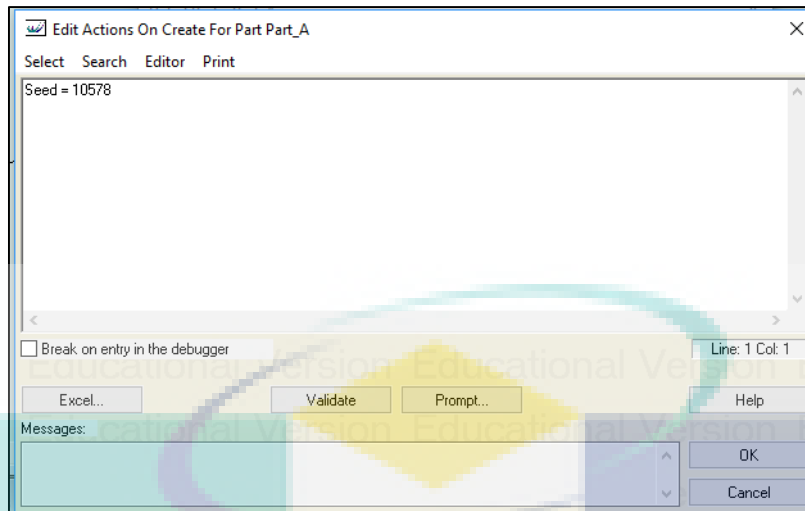 Edit Actions On Create For Part Part_A
Select Search Editor Print
Seed = 10578
Break on entry in the debugger
Line: 1 Col: 1
Educational Version Educational Version
Excel... Validate Prompt... Help
Educational Version Educational Version
Messages:
OK
Cancel